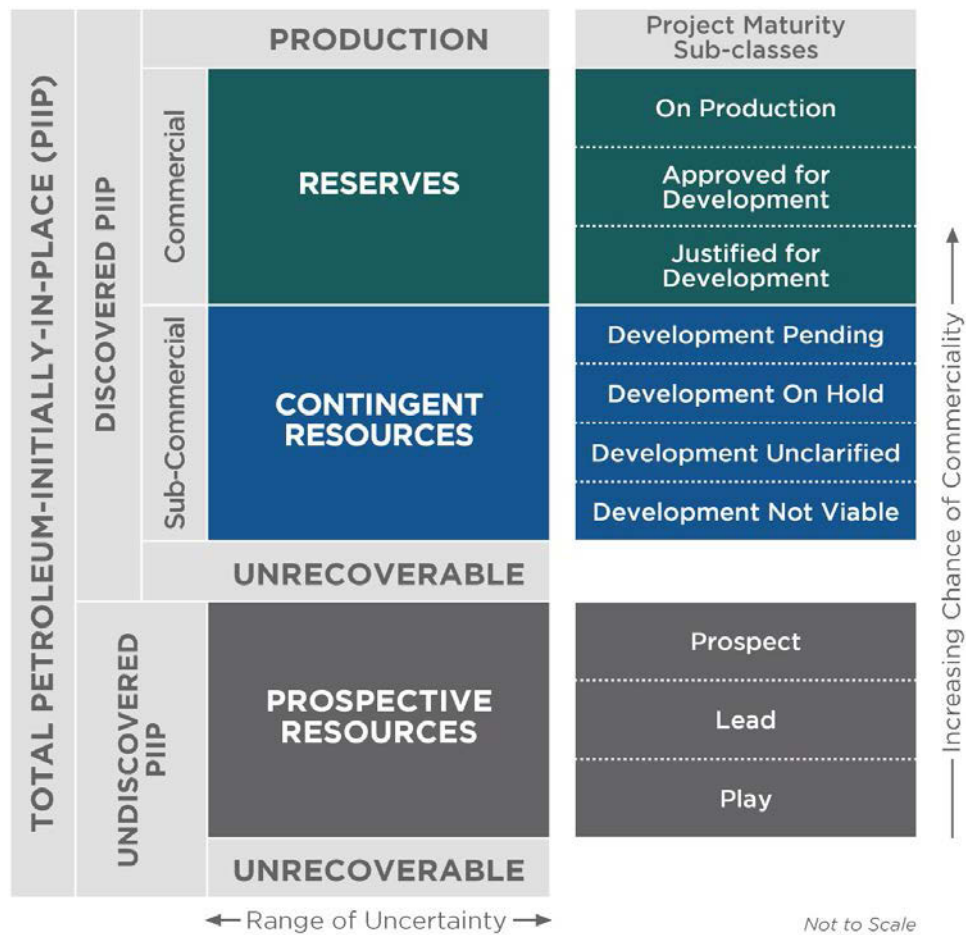 TOTAL PETROLEUM-INITIALLY-IN-PLACE (PIIP)
DISCOVERED PIIP
UNDISCOVERED
PIIP
Commercial
Sub-Commercial
PRODUCTION
RESERVES
CONTINGENT
RESOURCES
UNRECOVERABLE
PROSPECTIVE
RESOURCES
UNRECOVERABLE
Range of Uncertainty
Project Maturity
Sub-classes
On Production
Approved for
Development
Justified for
Development
Development Pending
Development On Hold
Development Unclarified
Development Not Viable
Prospect
Lead
Play
Increasing Chance of Commerciality
Not to Scale